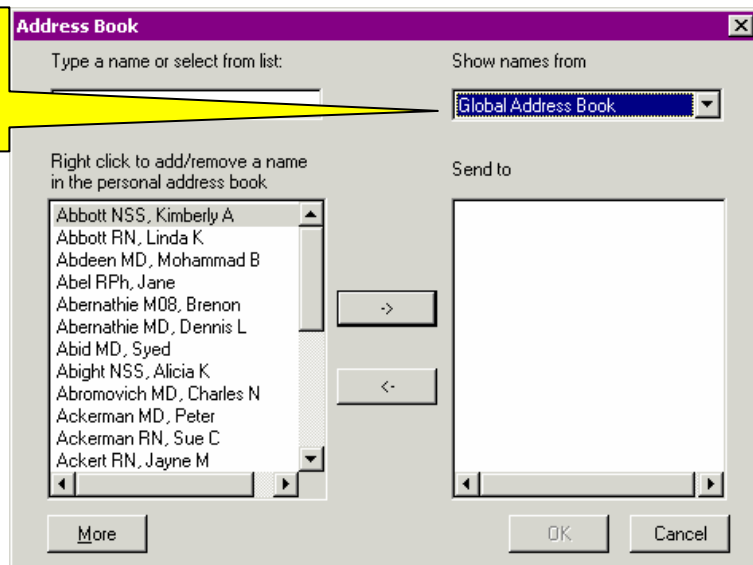 Address Book
Type a name or select from list:
Show names from
Global Address Book
Right click to add/remove a name
in the personal address book
Send to
Abbott NSS, Kimberly A
Abbott RN, Linda K
Abdeen MD, Mohammad B
Abel RPh, Jane
Abernathie M08, Brenon
Abernathie MD, Dennis L
Abid MD, Syed
Abight NSS, Alicia K
Abromovich MD, Charles N
Ackerman MD, Peter
Ackerman RN, Sue C
Ackert RN, Jayne M
->
<-
More
OK
Cancel